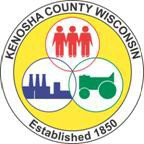 KENOSHA COUNTY WISCONSIN
Established 1850